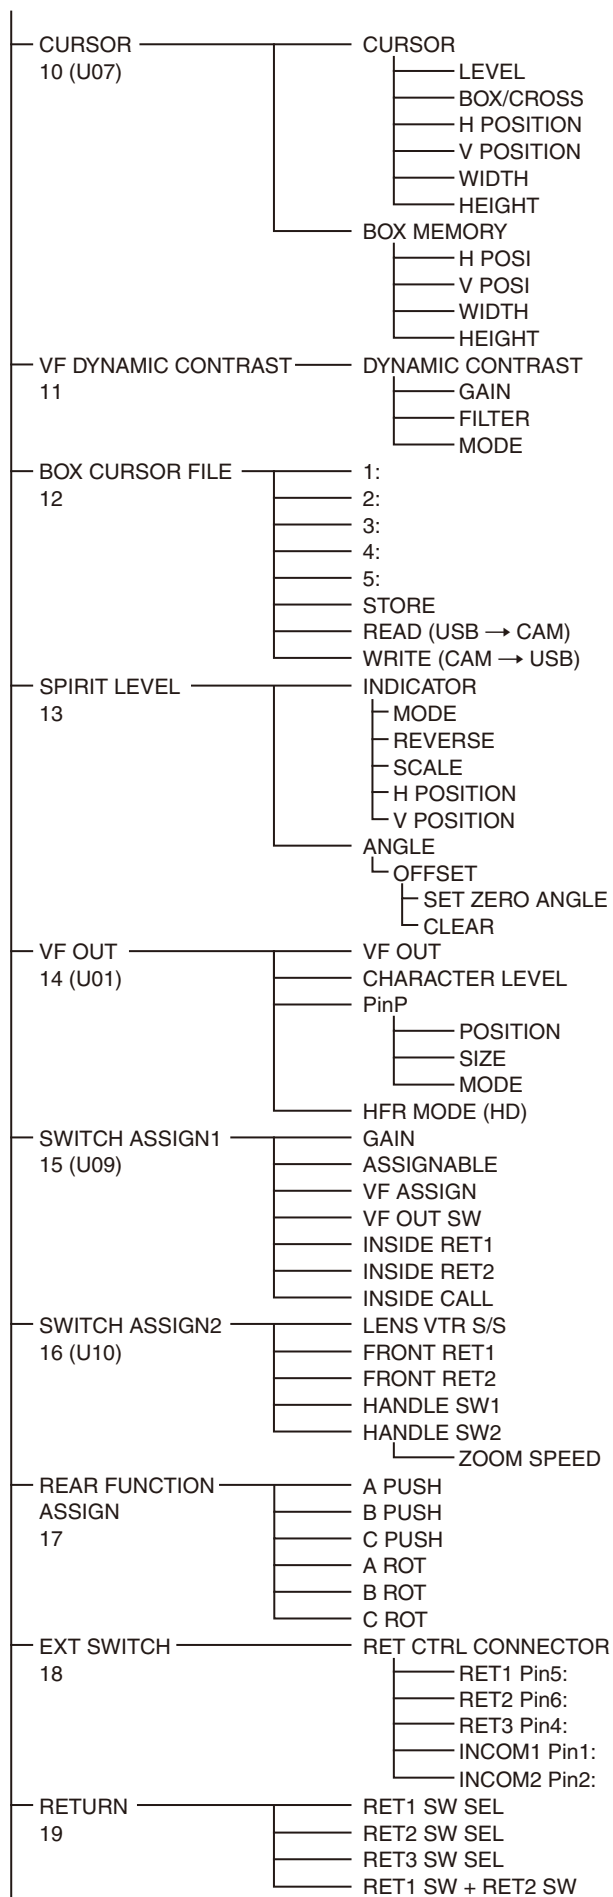 CURSOR
10 (U07)
CURSOR
LEVEL
BOX/CROSS
H POSITION
V POSITION
WIDTH
HEIGHT
BOX MEMORY
H POSI
V POSI
WIDTH
HEIGHT
VF DYNAMIC CONTRAST
11
DYNAMIC CONTRAST
GAIN
FILTER
MODE
BOX CURSOR FILE
12
1:
2:
3:
4:
5:
STORE
READ (USB → CAM)
WRITE (CAM → USB)
SPIRIT LEVEL
13
INDICATOR
MODE
REVERSE
SCALE
H POSITION
V POSITION
ANGLE
OFFSET
SET ZERO ANGLE
CLEAR
VF OUT
14 (U01)
VF OUT
CHARACTER LEVEL
PinP
POSITION
SIZE
MODE
HFR MODE (HD)
SWITCH ASSIGN1
15 (U09)
GAIN
ASSIGNABLE
VF ASSIGN
VF OUT SW
INSIDE RET1
INSIDE RET2
INSIDE CALL
SWITCH ASSIGN2
16 (U10)
LENS VTR S/S
FRONT RET1
FRONT RET2
HANDLE SW1
HANDLE SW2
ZOOM SPEED
REAR FUNCTION
ASSIGN
17
A PUSH
B PUSH
C PUSH
A ROT
B ROT
C ROT
EXT SWITCH
18
RET CTRL CONNECTOR
RET1 Pin5:
RET2 Pin6:
RET3 Pin4:
INCOM1 Pin1:
INCOM2 Pin2:
RETURN
19
RET1 SW SEL
RET2 SW SEL
RET3 SW SEL
RET1 SW + RET2 SW